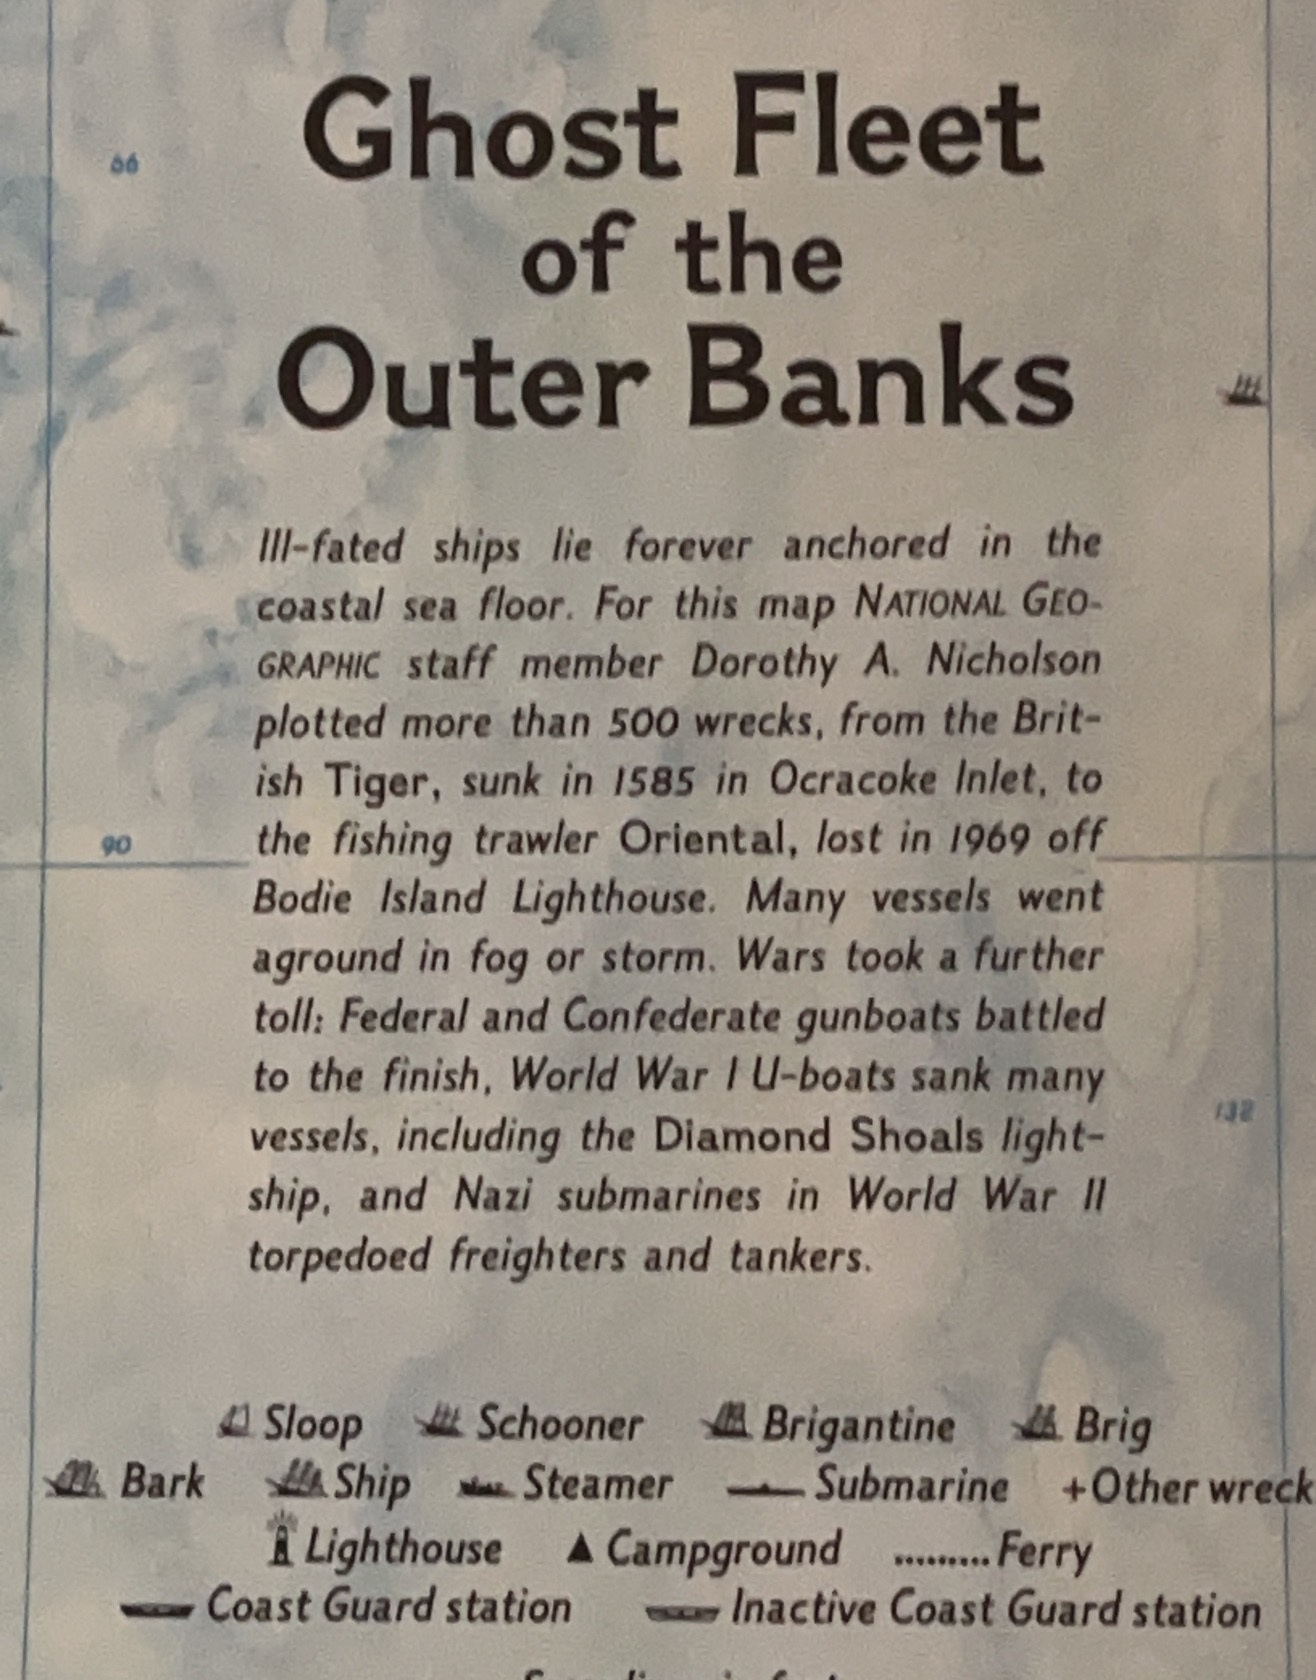 Ghost Fleet
of the
Outer Banks
66
Ill-fated ships lie forever anchored in the
coastal sea floor. For this map NATIONAL GEO-
GRAPHIC staff member Dorothy A. Nicholson
plotted more than 500 wrecks, from the Brit-
ish Tiger, sunk in 1585 in Ocracoke Inlet, to
the fishing trawler Oriental, lost in 1969 off
90
Bodie Island Lighthouse. Many vessels went
aground in fog or storm. Wars took a further
toll: Federal and Confederate gunboats battled
to the finish, World War I U-boats sank many
132
vessels, including the Diamond Shoals light-
ship, and Nazi submarines in World War II
torpedoed freighters and tankers.
Sloop Schooner Brigantine Brig
Bark Ship Steamer Submarine +Other wreck
Lighthouse Campground .........Ferry
Coast Guard station Inactive Coast Guard station